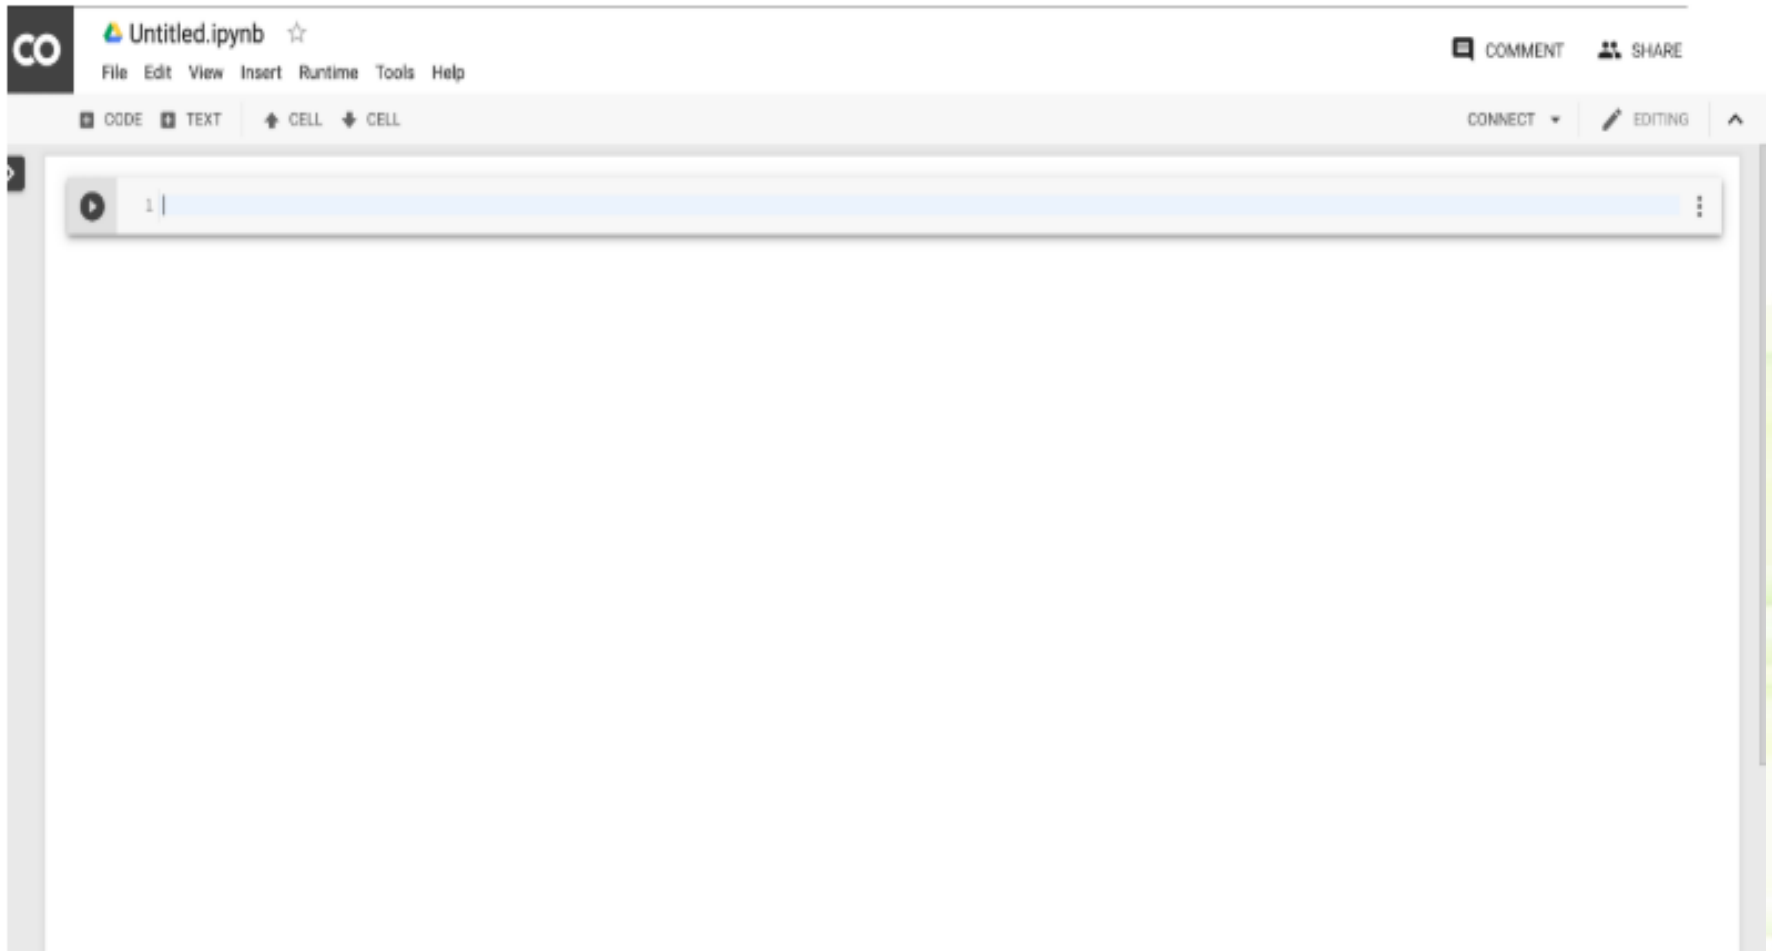 CO
Untitled.ipynb
File Edit View Insert Runtime Tools Help
COMMENT SHARE
CODE TEXT CELL CELL
CONNECT EDITING
1